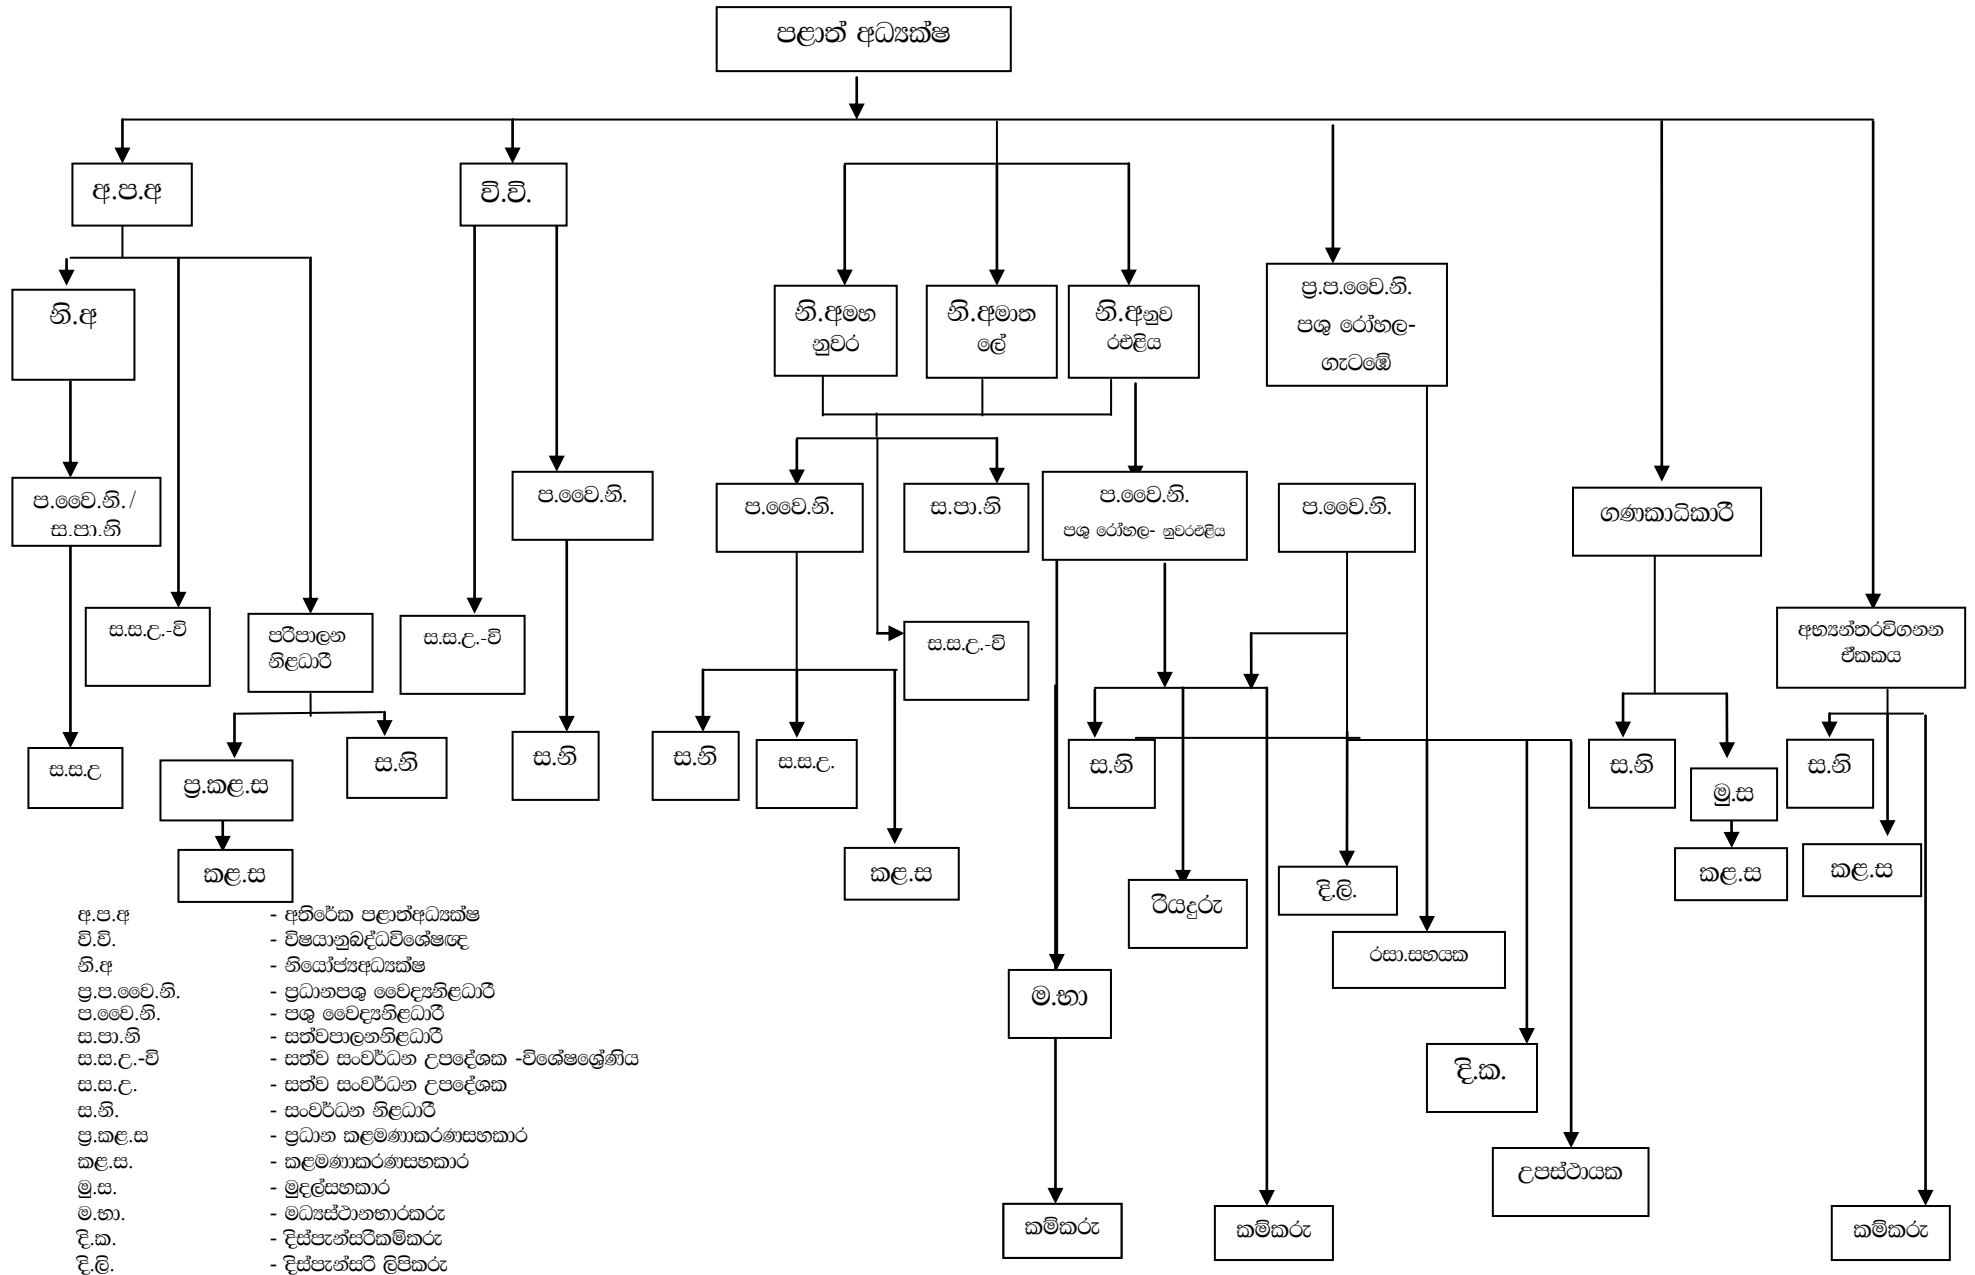 පළාත් අධ්‍යක්ෂ
අ.ප.අ
වි.වි.
නි.අ
නි.අමහ
නුවර
නි.අමාත
ලේ
නි.අනුව
රඑළිය
ප්‍ර.ප.වෛ.නි.
පශු රෝහල-
ගැටඹේ
ප.වෛ.නි./
ස.පා.නි
ප.වෛ.නි.
ප.වෛ.නි.
ස.පා.නි
ප.වෛ.නි.
පශු රෝහල- නුවරඑළිය
ප.වෛ.නි.
ගණකාධිකාරී
ස.ස.උ.-වි
පරිපාලන
නිළධාරී
ස.ස.උ.-වි
ස.ස.උ.-වි
අභ්‍යන්තරවිගනන
ඒකකය
ස.ස.උ
ප්‍ර.කළ.ස
ස.නි
ස.නි
ස.නි
ස.ස.උ.
ස.නි
ස.නි
මු.ස
ස.නි
කළ.ස
කළ.ස
රියදුරු
දි.ලි.
කළ.ස
කළ.ස
රසා.සහයක
ම.භා
දි.ක.
උපස්ථායක
කම්කරු
කම්කරු
කම්කරු
අ.ප.අ - අතිරේක පළාත්අධ්‍යක්ෂ
වි.වි. - විෂයානුබද්ධවිශේෂඥ
නි.අ - නියෝජ්‍යඅධ්‍යක්ෂ
ප්‍ර.ප.වෛ.නි. - ප්‍රධානපශු වෛද්‍යනිළධාරී
ප.වෛ.නි. - පශු වෛද්‍යනිළධාරී
ස.පා.නි - සත්වපාලනනිළධාරී
ස.ස.උ.-වි - සත්ව සංවර්ධන උපදේශක -විශේෂශ්‍රේණිය
ස.ස.උ. - සත්ව සංවර්ධන උපදේශක
ස.නි. - සංවර්ධන නිළධාරී
ප්‍ර.කළ.ස - ප්‍රධාන කළමණාකරණසහකාර
කළ.ස. - කළමණාකරණසහකාර
මු.ස. - මුදල්සහකාර
ම.භා. - මධ්‍යස්ථානභාරකරු
දි.ක. - දිස්පැන්සරිකම්කරු
දි.ලි. - දිස්පැන්සරි ලිපිකරු